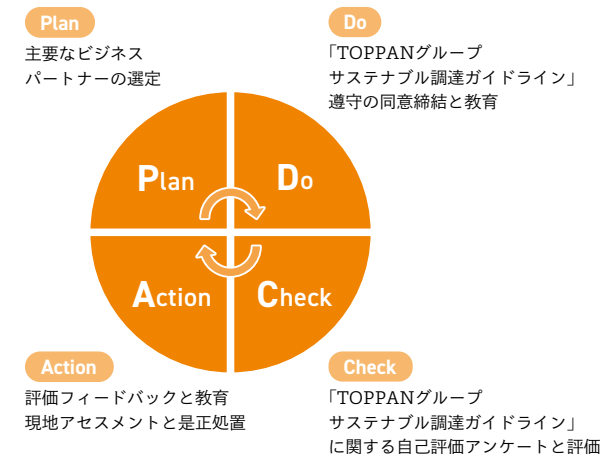 Plan
主要なビジネス
パートナーの選定
Do
「TOPPANグループ
サステナブル調達ガイドライン」
遵守の同意締結と教育
Plan
Do
Action
Check
Action
評価フィードバックと教育
現地アセスメントと是正処置
Check
「TOPPANグループ
サステナブル調達ガイドライン」
に関する自己評価アンケートと評価